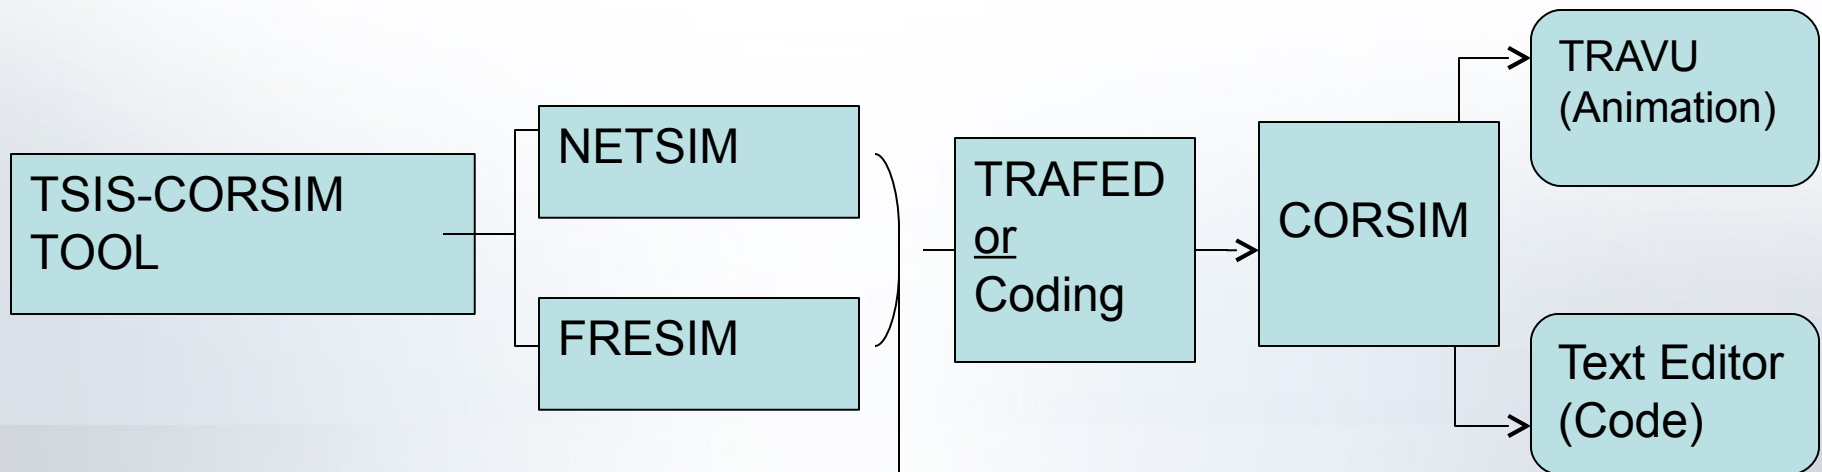 TSIS-CORSIM
TOOL
NETSIM
FRESIM
TRAFED
or
Coding
CORSIM
TRAVU
(Animation)
Text Editor
(Code)